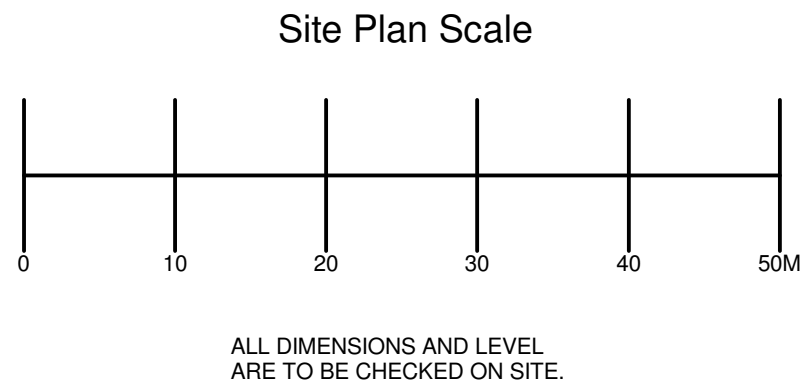 Site Plan Scale
0 10 20 30 40 50M
ALL DIMENSIONS AND LEVEL
ARE TO BE CHECKED ON SITE.